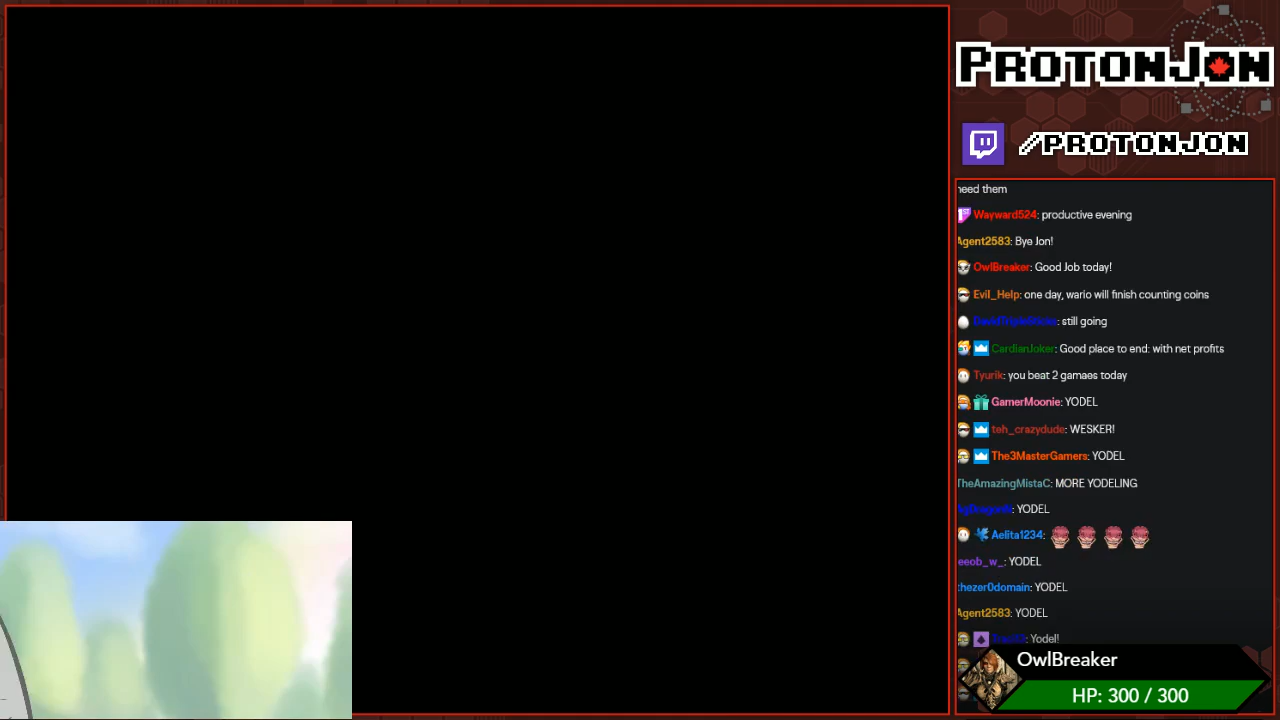 PROTONJON
/PROTONJON
need them
Wayward524: productive evening
Agent2583: Bye Jon!
OwlBreaker: Good Job today!
Evil_Help: one day, wario will finish counting coins
: still going
CardianJoker: Good place to end: with net profits
Tyurik: you beat 2 gamaes today
GamerMoonie: YODEL
teh_crazydude: WESKER!
The3MasterGamers: YODEL
TheAmazingMistaC: MORE YODELING
: YODEL
Aelita1234:
eeob_w_: YODEL
thezer0domain: YODEL
Agent2583: YODEL
: Yodel!
OwlBreaker
HP: 300 / 300